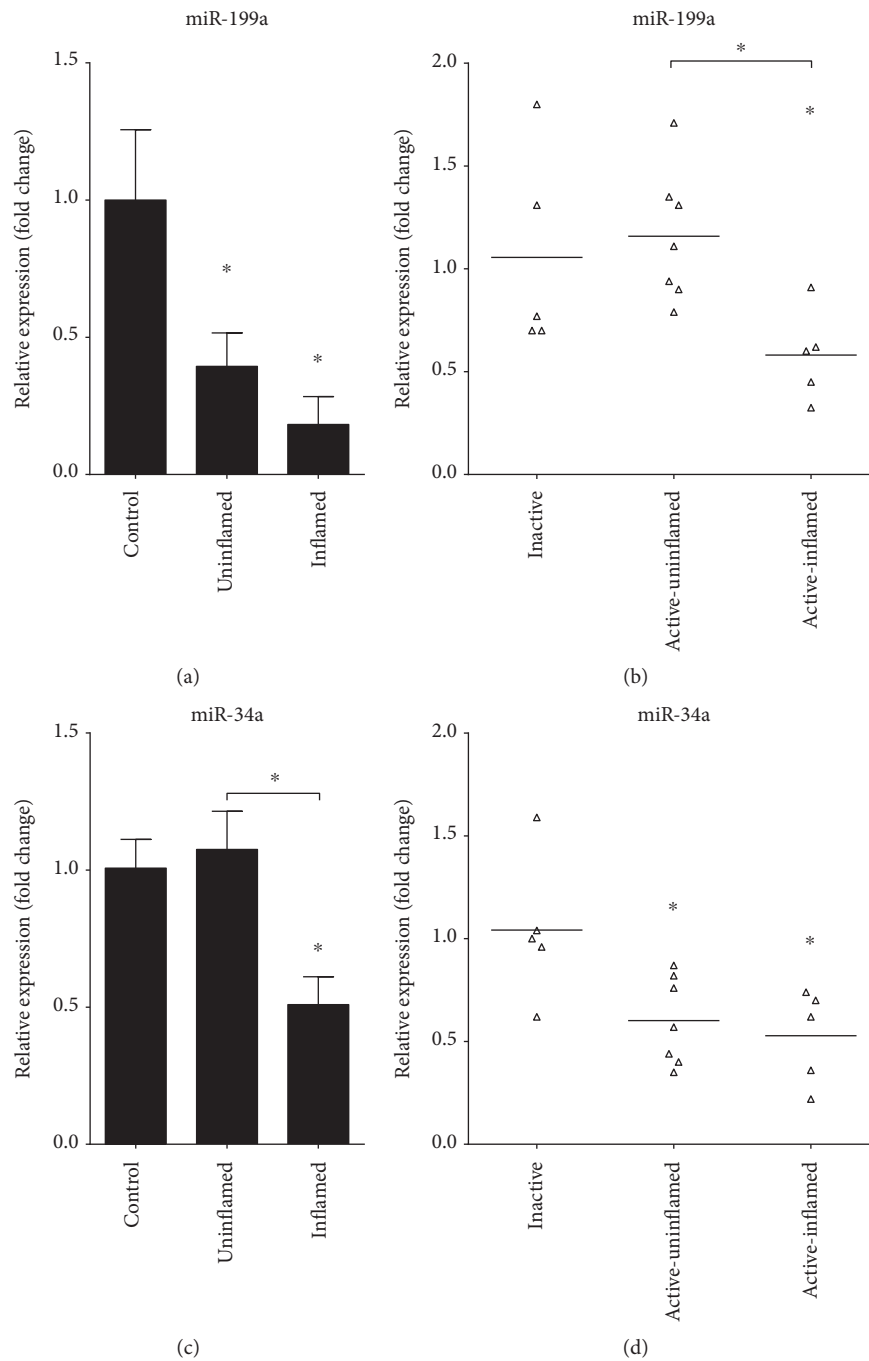 miR-199a
Relative expression (fold change)
1.5
1.0
0.5
0.0
*
*
Control
Uninflamed
Inflamed
(a)
miR-199a
Relative expression (fold change)
2.0
1.5
1.0
0.5
0.0
*
*
Inactive
Active-uninflamed
Active-inflamed
(b)
miR-34a
Relative expression (fold change)
1.5
1.0
0.5
0.0
*
*
Control
Uninflamed
Inflamed
(c)
miR-34a
Relative expression (fold change)
2.0
1.5
1.0
0.5
0.0
*
*
Inactive
Active-uninflamed
Active-inflamed
(d)